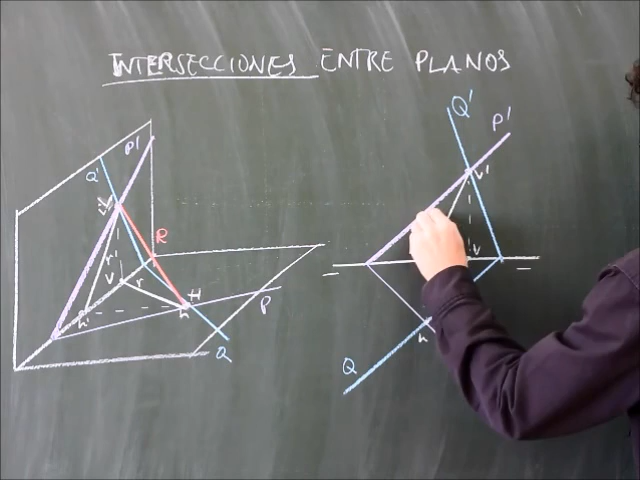 INTERSECCIONES ENTRE PLANOS
P'
Q'
V'
r'
V
R
r
H
h
h'
P
Q
Q'
P'
V'
V
h
Q